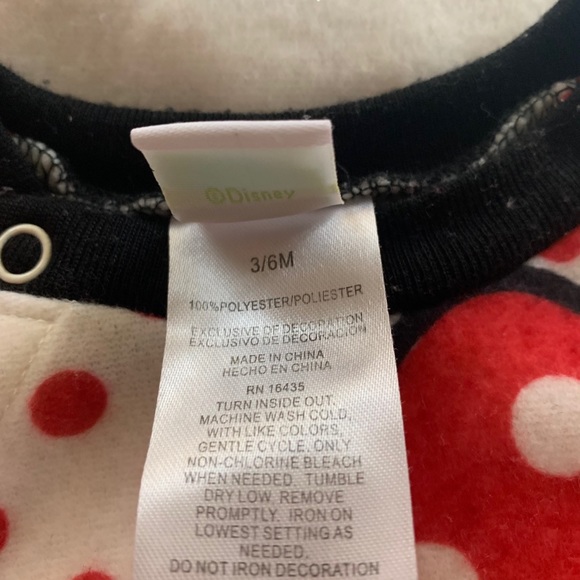 ©Disney
3/6M
100%POLYESTER/POLIESTER
EXCLUSIVE OF DECORATION
EXCLUSIVO DE DECORACION
MADE IN CHINA
HECHO EN CHINA
RN 16435
TURN INSIDE OUT.
MACHINE WASH COLD,
WITH LIKE COLORS,
GENTLE CYCLE. ONLY
NON-CHLORINE BLEACH
WHEN NEEDED. TUMBLE
DRY LOW. REMOVE
PROMPTLY. IRON ON
LOWEST SETTING AS
NEEDED.
DO NOT IRON DECORATION